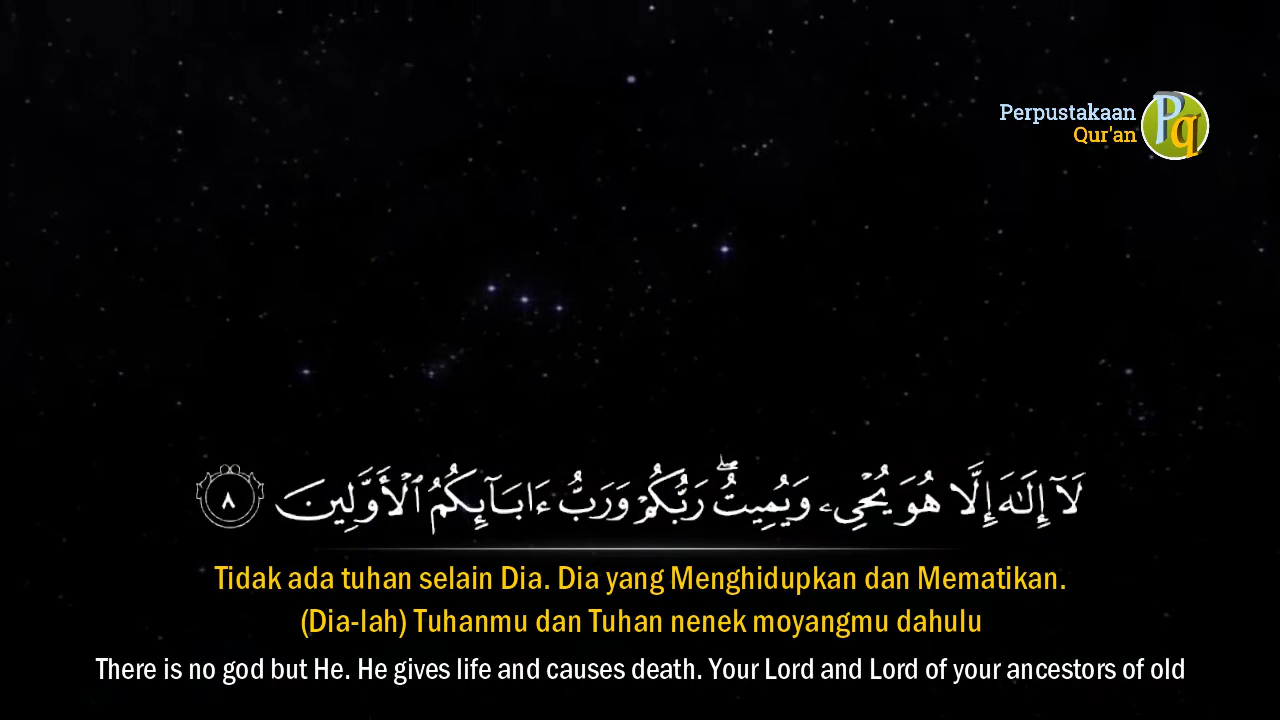 Perpustakaan
Qur'an
Pq
لَآ إِلَـٰهَ إِلَّا هُوَ يُحْىِۦ وَيُمِيتُ ۖ رَبُّكُمْ وَرَبُّ ءَابَآئِكُمُ ٱلْأَوَّلِينَ ٨
Tidak ada tuhan selain Dia. Dia yang Menghidupkan dan Mematikan.
(Dia-lah) Tuhanmu dan Tuhan nenek moyangmu dahulu
There is no god but He. He gives life and causes death. Your Lord and Lord of your ancestors of old